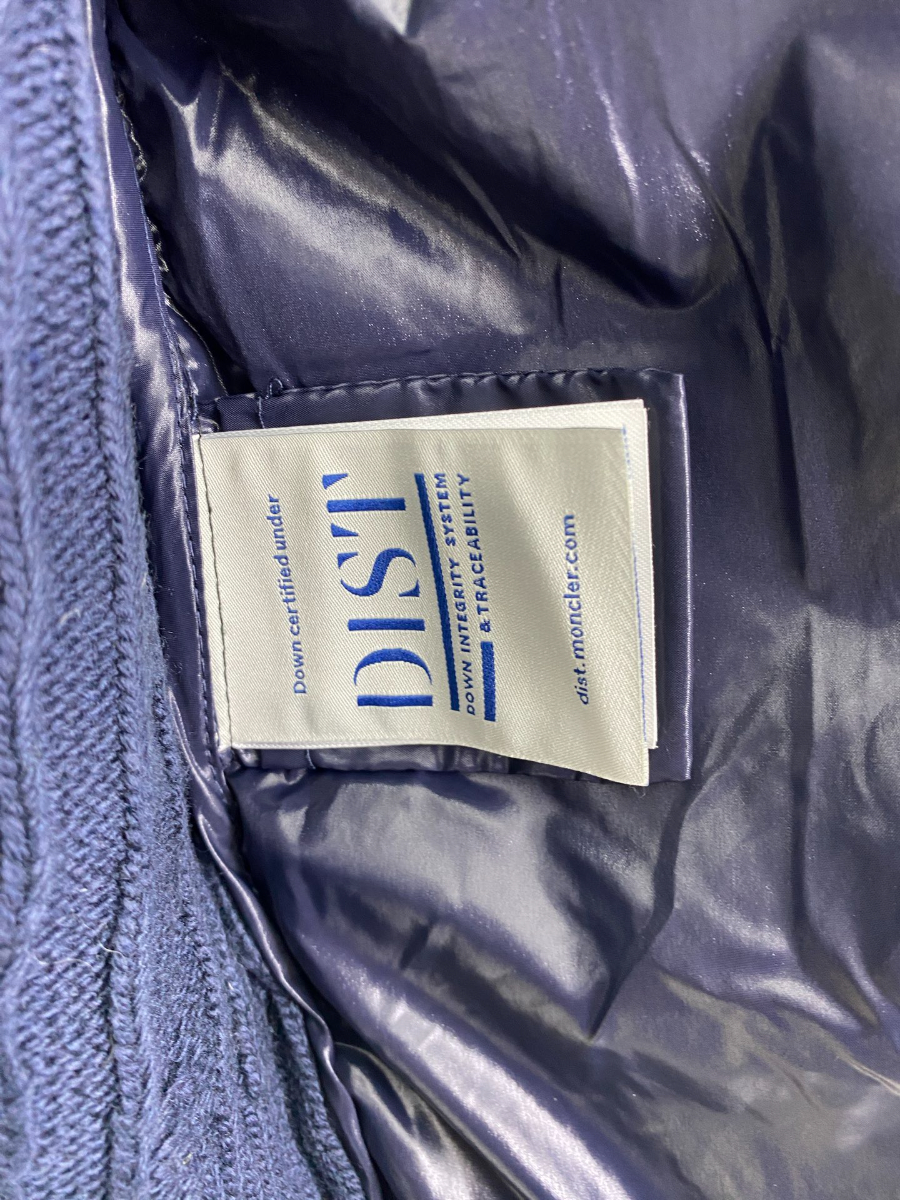 Down certified under
DIST
DOWN INTEGRITY SYSTEM
& TRACEABILITY
dist.moncler.com